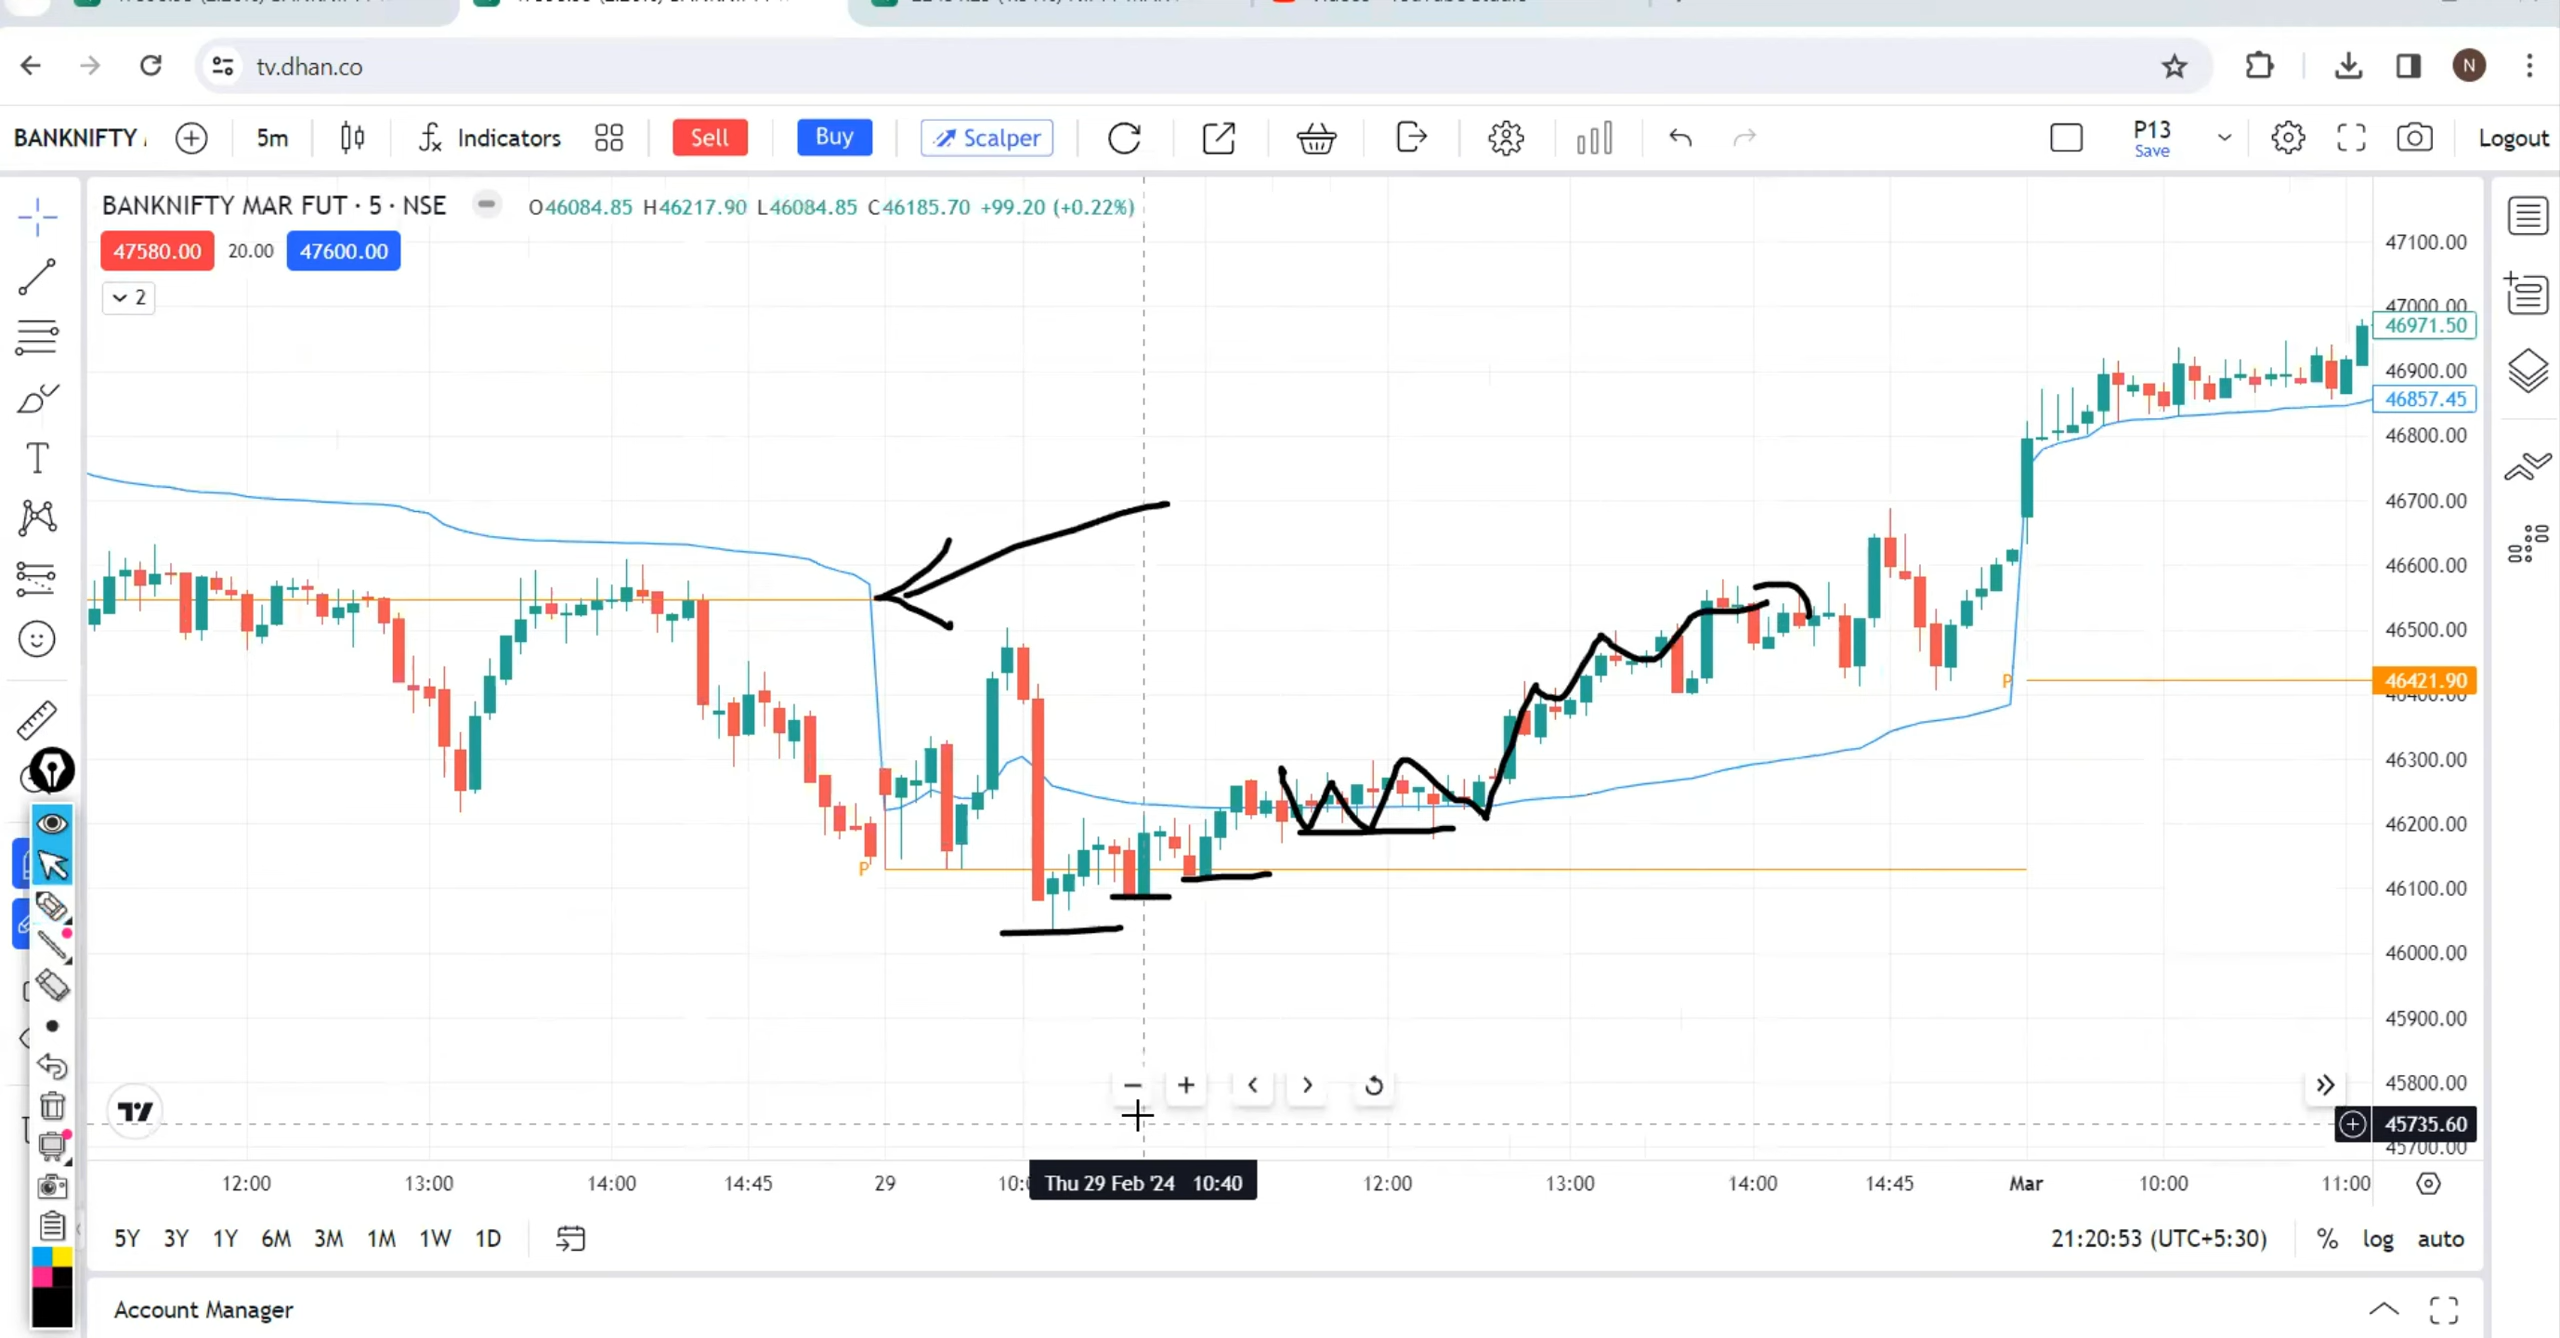 tv.dhan.co
N
BANKNIFTY
5m
Indicators
Sell
Buy
Scalper
P13
Save
Logout
BANKNIFTY MAR FUT · 5 · NSE
O46084.85 H46217.90 L46084.85 C46185.70 +99.20 (+0.22%)
47580.00 20.00 47600.00
2
47100.00
47000.00
46971.50
46900.00
46857.45
46800.00
46700.00
46600.00
46500.00
P
46421.90
46400.00
46300.00
46200.00
P
46100.00
46000.00
45900.00
45800.00
45735.60
45700.00
12:00 13:00 14:00 14:45 29 Thu 29 Feb '24 10:40 12:00 13:00 14:00 14:45 Mar 10:00 11:00
5Y 3Y 1Y 6M 3M 1M 1W 1D 21:20:53 (UTC+5:30) % log auto
Account Manager